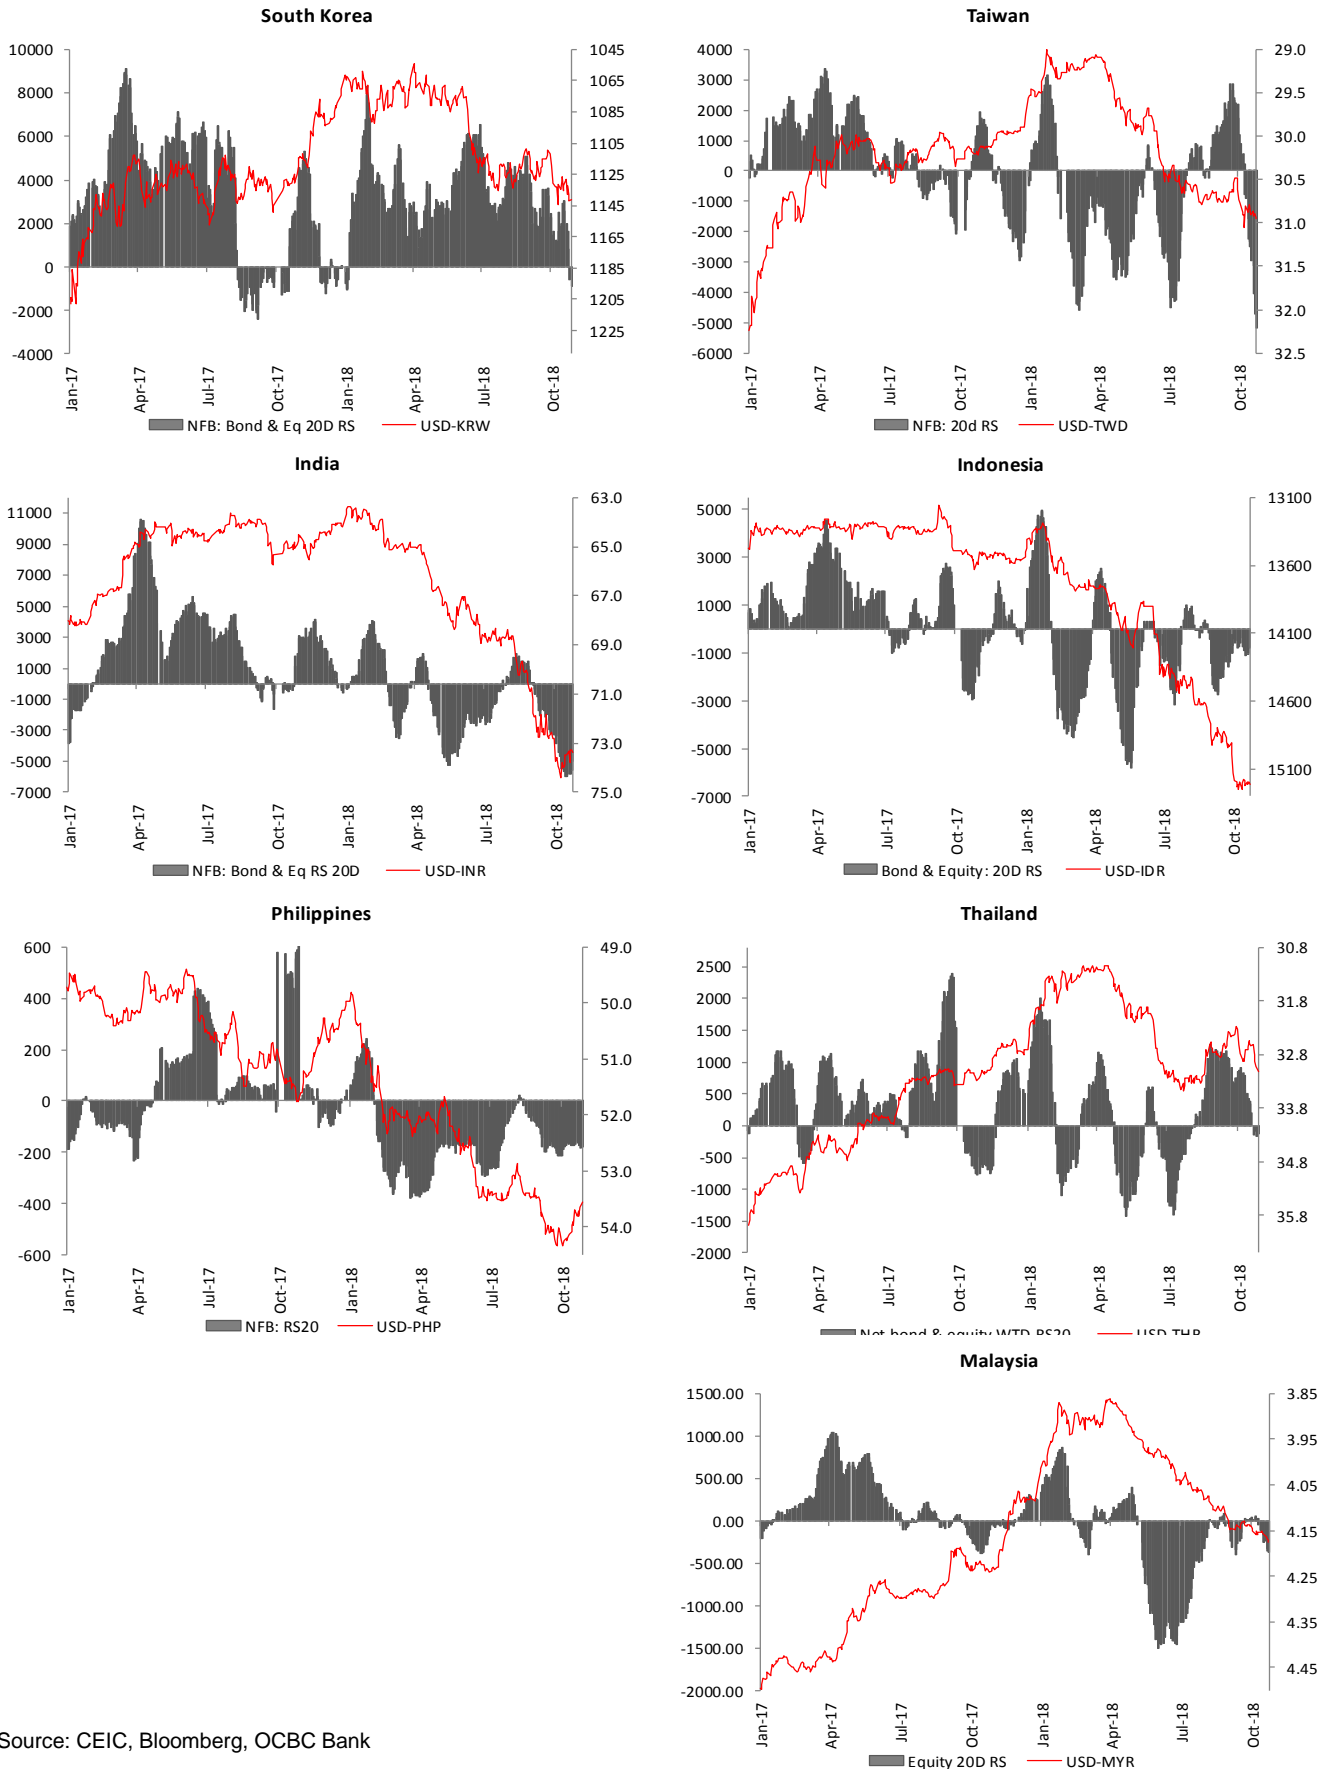 South Korea
10000
8000
6000
4000
2000
0
-2000
-4000
1045
1065
1085
1105
1125
1145
1165
1185
1205
1225
Jan-17
Apr-17
Jul-17
Oct-17
Jan-18
Apr-18
Jul-18
Oct-18
NFB: Bond & Eq 20D RS
USD-KRW
Taiwan
4000
3000
2000
1000
0
-1000
-2000
-3000
-4000
-5000
-6000
29.0
29.5
30.0
30.5
31.0
31.5
32.0
32.5
Jan-17
Apr-17
Jul-17
Oct-17
Jan-18
Apr-18
Jul-18
Oct-18
NFB: 20d RS
USD-TWD
India
11000
9000
7000
5000
3000
1000
-1000
-3000
-5000
-7000
63.0
65.0
67.0
69.0
71.0
73.0
75.0
Jan-17
Apr-17
Jul-17
Oct-17
Jan-18
Apr-18
Jul-18
Oct-18
NFB: Bond & Eq RS 20D
USD-INR
Indonesia
5000
3000
1000
-1000
-3000
-5000
-7000
13100
13600
14100
14600
15100
Jan-17
Apr-17
Jul-17
Oct-17
Jan-18
Apr-18
Jul-18
Oct-18
Bond & Equity: 20D RS
USD-IDR
Philippines
600
400
200
0
-200
-400
-600
49.0
50.0
51.0
52.0
53.0
54.0
Jan-17
Apr-17
Jul-17
Oct-17
Jan-18
Apr-18
Jul-18
Oct-18
NFB: RS20
USD-PHP
Thailand
2500
2000
1500
1000
500
0
-500
-1000
-1500
-2000
30.8
31.8
32.8
33.8
34.8
35.8
Jan-17
Apr-17
Jul-17
Oct-17
Jan-18
Apr-18
Jul-18
Oct-18
Net bond & equity WTD RS20
USD-THB
Malaysia
1500.00
1000.00
500.00
0.00
-500.00
-1000.00
-1500.00
-2000.00
3.85
3.95
4.05
4.15
4.25
4.35
4.45
Jan-17
Apr-17
Jul-17
Oct-17
Jan-18
Apr-18
Jul-18
Oct-18
Equity 20D RS
USD-MYR
Source: CEIC, Bloomberg, OCBC Bank